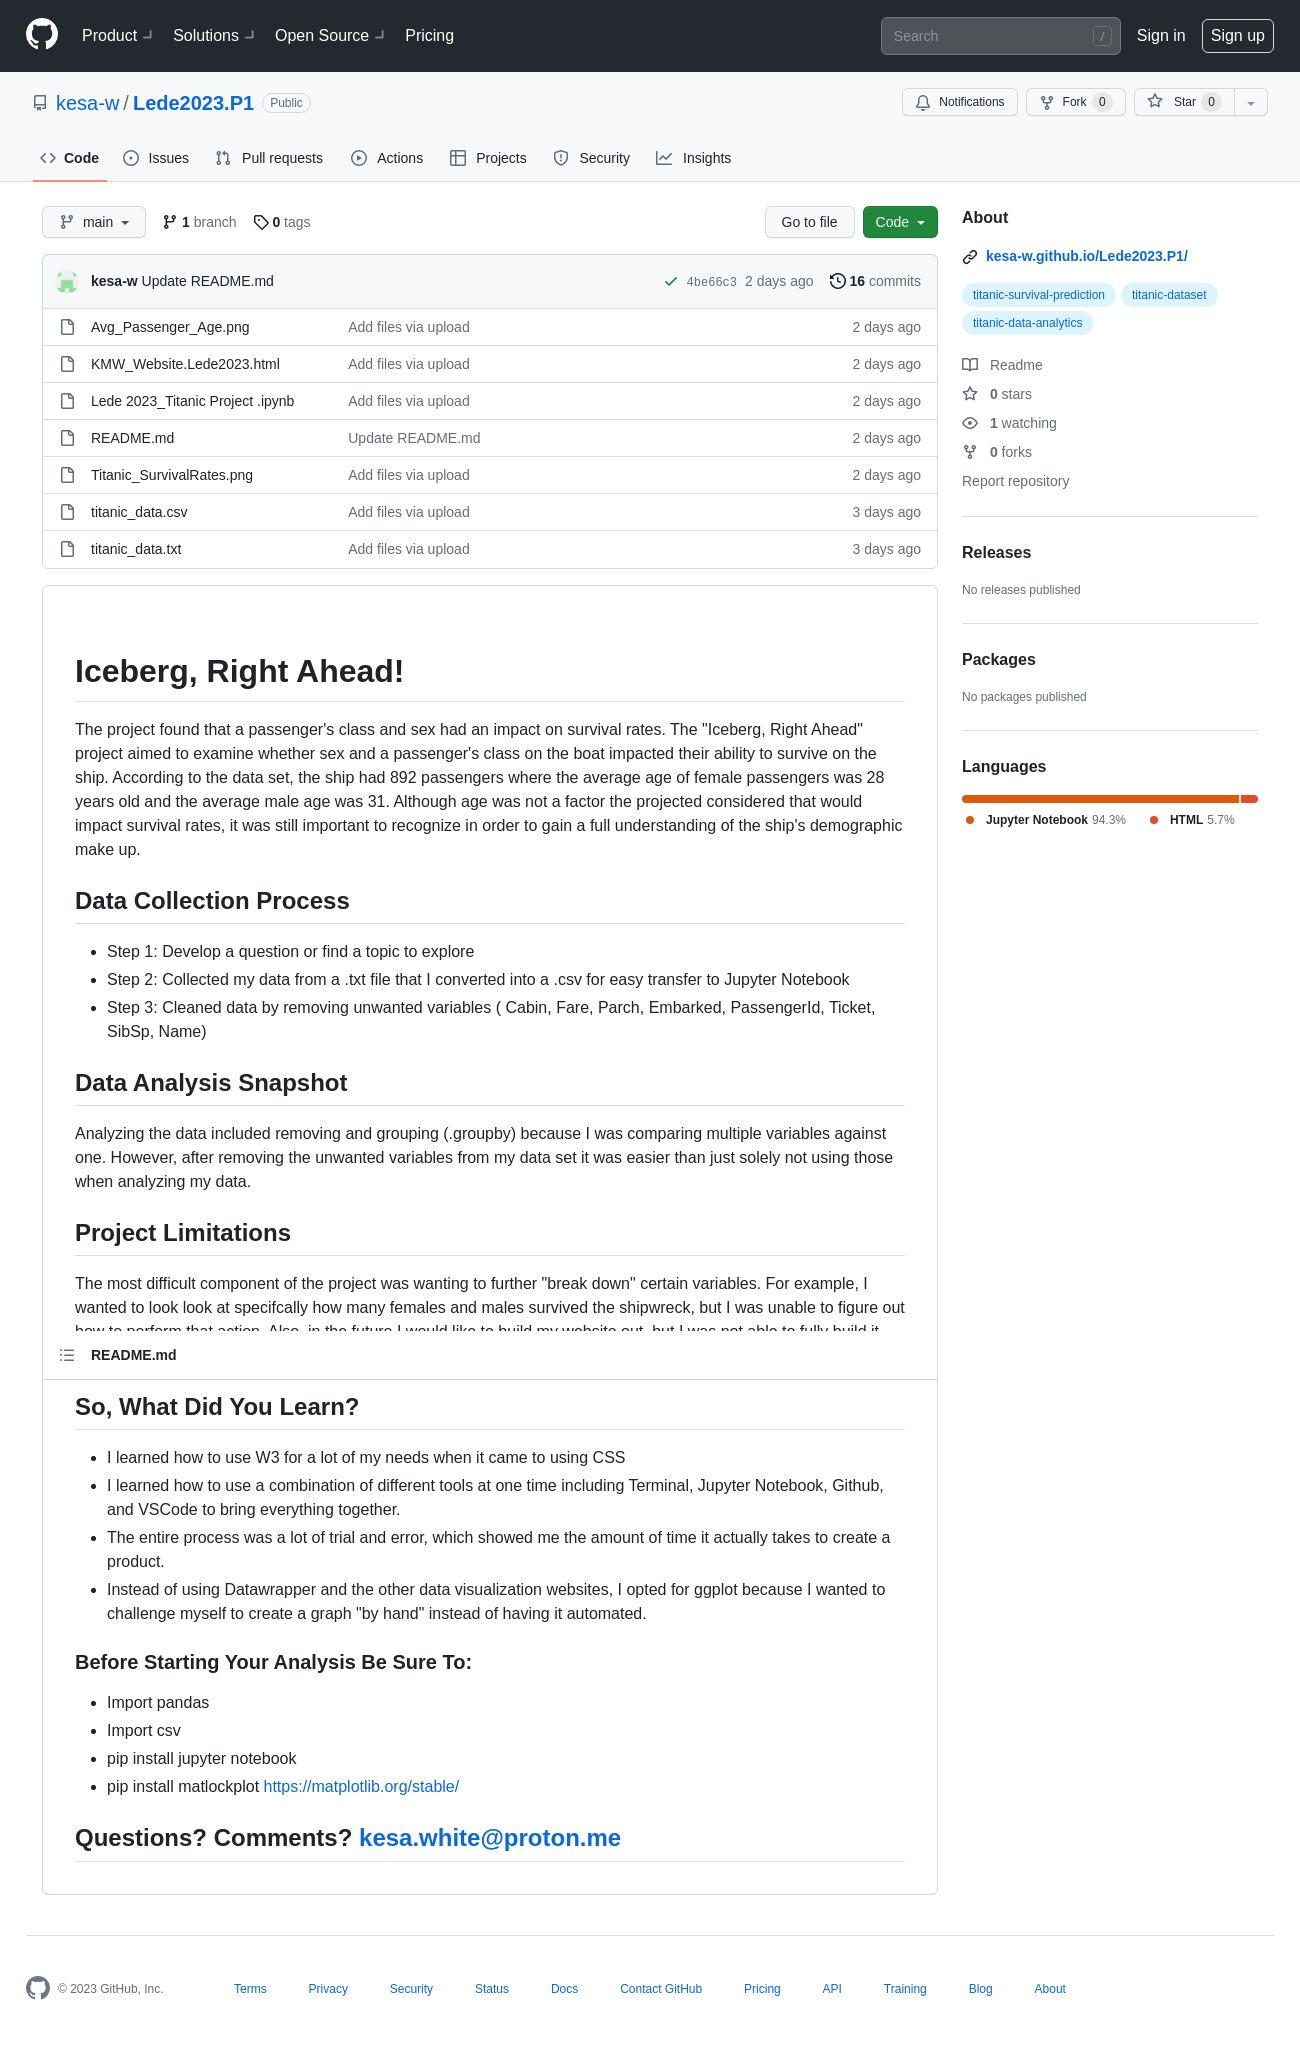 Product Solutions Open Source Pricing Search / Sign in Sign up
kesa-w / Lede2023.P1 Public Notifications Fork 0 Star 0
Code Issues Pull requests Actions Projects Security Insights
main 1 branch 0 tags Go to file Code
kesa-w Update README.md 4be66c3 2 days ago 16 commits
Avg_Passenger_Age.png Add files via upload 2 days ago
KMW_Website.Lede2023.html Add files via upload 2 days ago
Lede 2023_Titanic Project .ipynb Add files via upload 2 days ago
README.md Update README.md 2 days ago
Titanic_SurvivalRates.png Add files via upload 2 days ago
titanic_data.csv Add files via upload 3 days ago
titanic_data.txt Add files via upload 3 days ago
Iceberg, Right Ahead!
The project found that a passenger's class and sex had an impact on survival rates. The "Iceberg, Right Ahead"
project aimed to examine whether sex and a passenger's class on the boat impacted their ability to survive on the
ship. According to the data set, the ship had 892 passengers where the average age of female passengers was 28
years old and the average male age was 31. Although age was not a factor the projected considered that would
impact survival rates, it was still important to recognize in order to gain a full understanding of the ship's demographic
make up.
Data Collection Process
Step 1: Develop a question or find a topic to explore
Step 2: Collected my data from a .txt file that I converted into a .csv for easy transfer to Jupyter Notebook
Step 3: Cleaned data by removing unwanted variables ( Cabin, Fare, Parch, Embarked, PassengerId, Ticket,
SibSp, Name)
Data Analysis Snapshot
Analyzing the data included removing and grouping (.groupby) because I was comparing multiple variables against
one. However, after removing the unwanted variables from my data set it was easier than just solely not using those
when analyzing my data.
Project Limitations
The most difficult component of the project was wanting to further "break down" certain variables. For example, I
wanted to look look at specifcally how many females and males survived the shipwreck, but I was unable to figure out
how to perform that action. Also, in the future I would like to build my website out, but I was not able to fully build it
README.md
So, What Did You Learn?
I learned how to use W3 for a lot of my needs when it came to using CSS
I learned how to use a combination of different tools at one time including Terminal, Jupyter Notebook, Github,
and VSCode to bring everything together.
The entire process was a lot of trial and error, which showed me the amount of time it actually takes to create a
product.
Instead of using Datawrapper and the other data visualization websites, I opted for ggplot because I wanted to
challenge myself to create a graph "by hand" instead of having it automated.
Before Starting Your Analysis Be Sure To:
Import pandas
Import csv
pip install jupyter notebook
pip install matlockplot https://matplotlib.org/stable/
Questions? Comments? kesa.white@proton.me
About
kesa-w.github.io/Lede2023.P1/
titanic-survival-prediction titanic-dataset
titanic-data-analytics
Readme
0 stars
1 watching
0 forks
Report repository
Releases
No releases published
Packages
No packages published
Languages
Jupyter Notebook 94.3% HTML 5.7%
© 2023 GitHub, Inc. Terms Privacy Security Status Docs Contact GitHub Pricing API Training Blog About